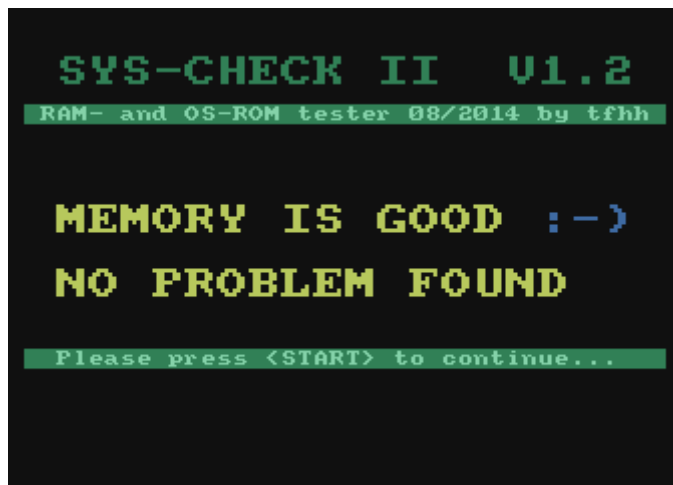 SYS-CHECK II V1.2
RAM- and OS-ROM tester 08/2014 by tfhh
MEMORY IS GOOD :-)
NO PROBLEM FOUND
Please press <START> to continue...